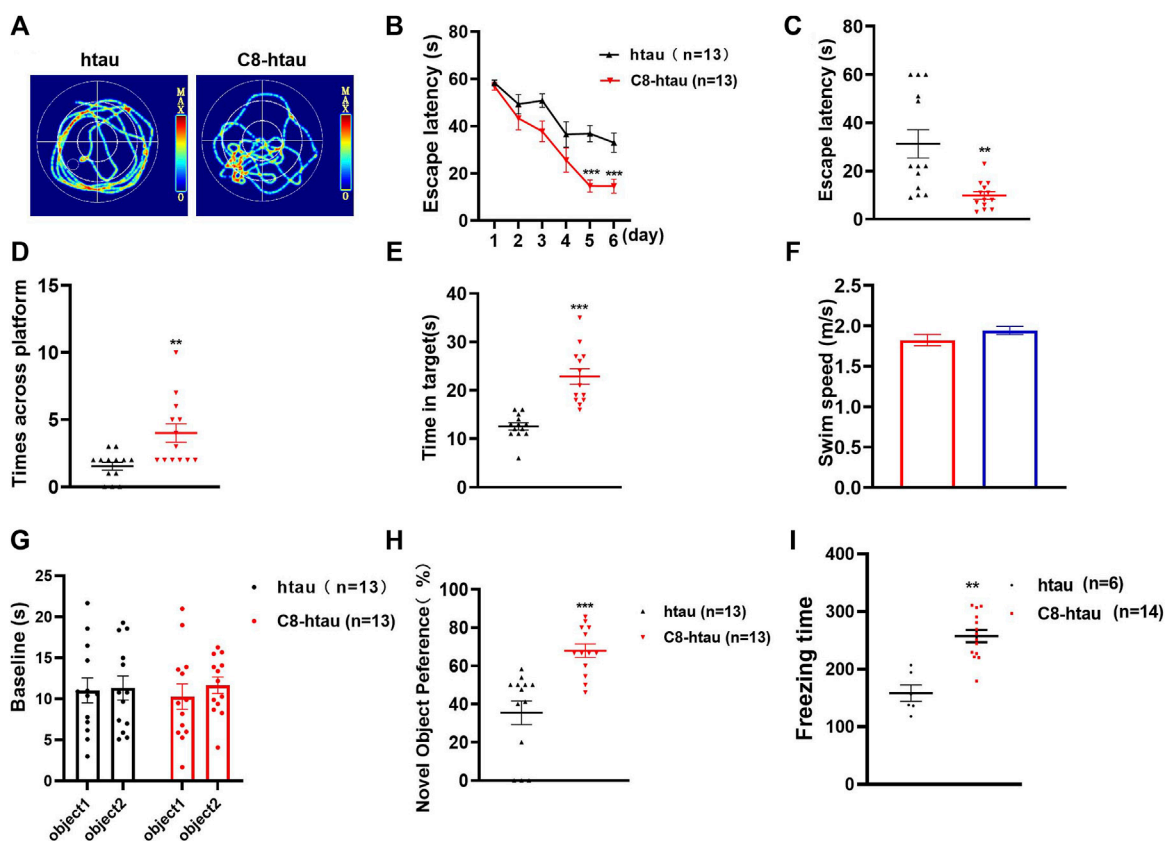 A
htau
C8-htau
MAX
0
MAX
0
B
Escape latency (s)
80
60
40
20
0
1 2 3 4 5 6 (day)
htau ( n=13)
C8-htau (n=13)
*** ***
C
Escape latency (s)
80
60
40
20
0
**
D
Times across platform
15
10
5
0
**
E
Time in target(s)
40
30
20
10
0
***
F
Swim speed (m/s)
2.5
2.0
1.5
1.0
0.5
0.0
G
Baseline (s)
25
20
15
10
5
0
object1
object2
object1
object2
htau ( n=13)
C8-htau (n=13)
H
Novel Object Peference( %)
100
80
60
40
20
0
***
htau (n=13)
C8-htau (n=13)
I
Freezing time
400
300
200
100
0
**
htau (n=6)
C8-htau (n=14)